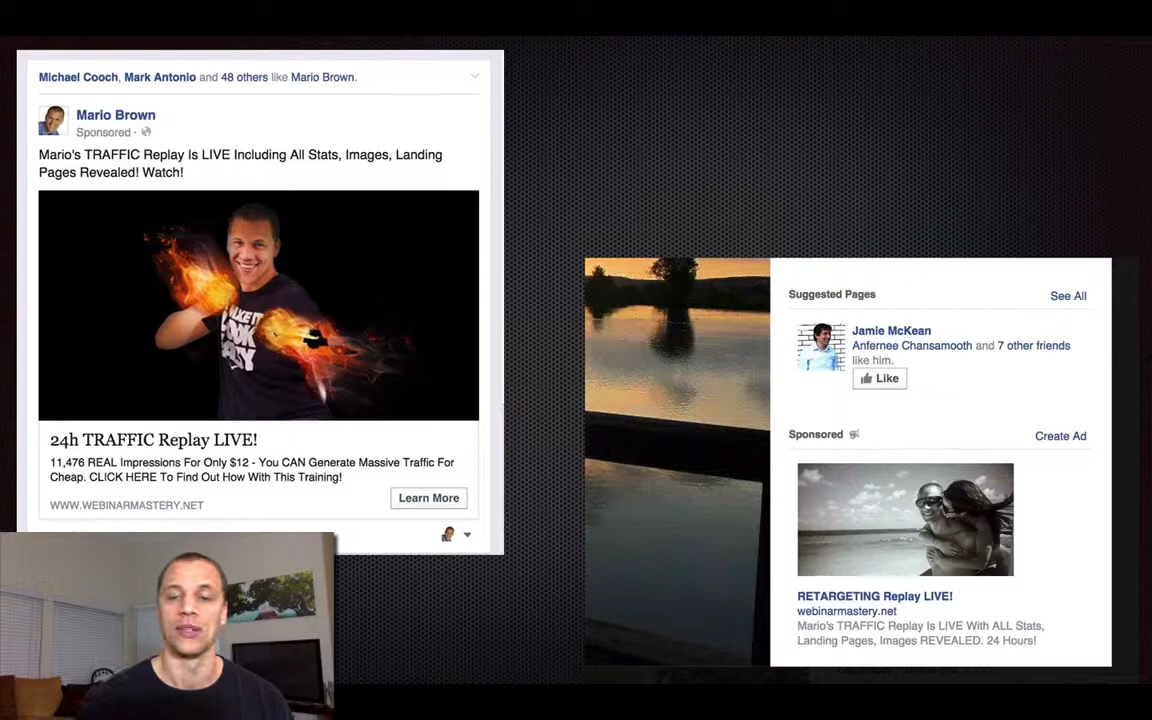 Michael Cooch, Mark Antonio and 48 others like Mario Brown.
Mario Brown
Sponsored ·
Mario's TRAFFIC Replay Is LIVE Including All Stats, Images, Landing
Pages Revealed! Watch!
24h TRAFFIC Replay LIVE!
11,476 REAL Impressions For Only $12 - You CAN Generate Massive Traffic For
Cheap. CLICK HERE To Find Out How With This Training!
WWW.WEBINARMASTERY.NET
Learn More
Suggested Pages
See All
Jamie McKean
Anfernee Chansamooth and 7 other friends
like him.
Like
Sponsored
Create Ad
RETARGETING Replay LIVE!
webinarmastery.net
Mario's TRAFFIC Replay Is LIVE With ALL Stats,
Landing Pages, Images REVEALED. 24 Hours!